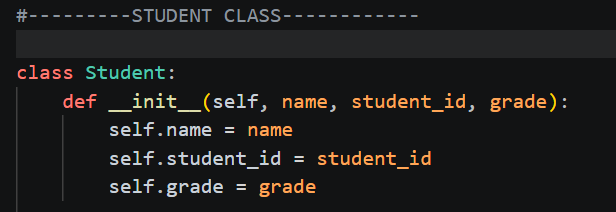 #---------STUDENT CLASS------------
class Student:
    def __init__(self, name, student_id, grade):
        self.name = name
        self.student_id = student_id
        self.grade = grade